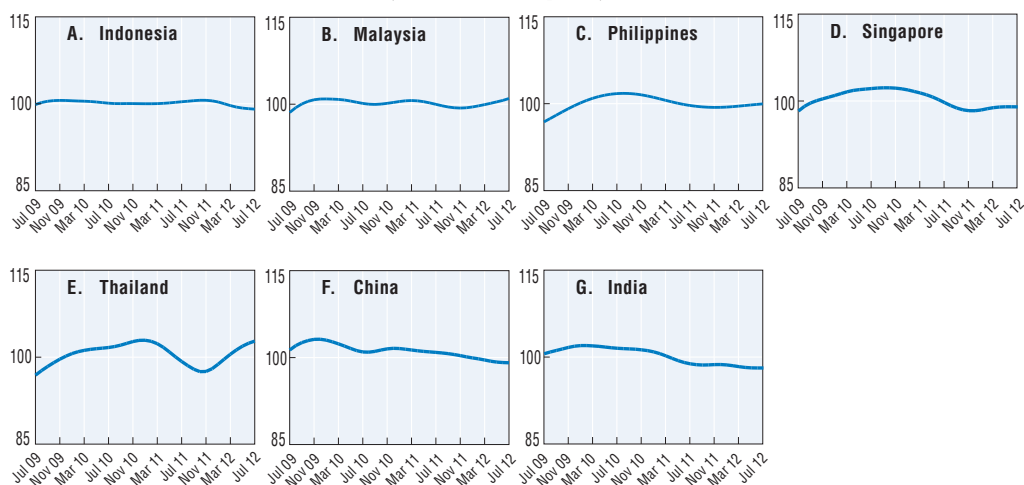 115
A. Indonesia
100
85
Jul 09 Nov 09 Mar 10 Jul 10 Nov 10 Mar 11 Jul 11 Nov 11 Mar 12 Jul 12
115
B. Malaysia
100
85
Jul 09 Nov 09 Mar 10 Jul 10 Nov 10 Mar 11 Jul 11 Nov 11 Mar 12 Jul 12
115
C. Philippines
100
85
Jul 09 Nov 09 Mar 10 Jul 10 Nov 10 Mar 11 Jul 11 Nov 11 Mar 12 Jul 12
115
D. Singapore
100
85
Jul 09 Nov 09 Mar 10 Jul 10 Nov 10 Mar 11 Jul 11 Nov 11 Mar 12 Jul 12
115
E. Thailand
100
85
Jul 09 Nov 09 Mar 10 Jul 10 Nov 10 Mar 11 Jul 11 Nov 11 Mar 12 Jul 12
115
F. China
100
85
Jul 09 Nov 09 Mar 10 Jul 10 Nov 10 Mar 11 Jul 11 Nov 11 Mar 12 Jul 12
115
G. India
100
85
Jul 09 Nov 09 Mar 10 Jul 10 Nov 10 Mar 11 Jul 11 Nov 11 Mar 12 Jul 12